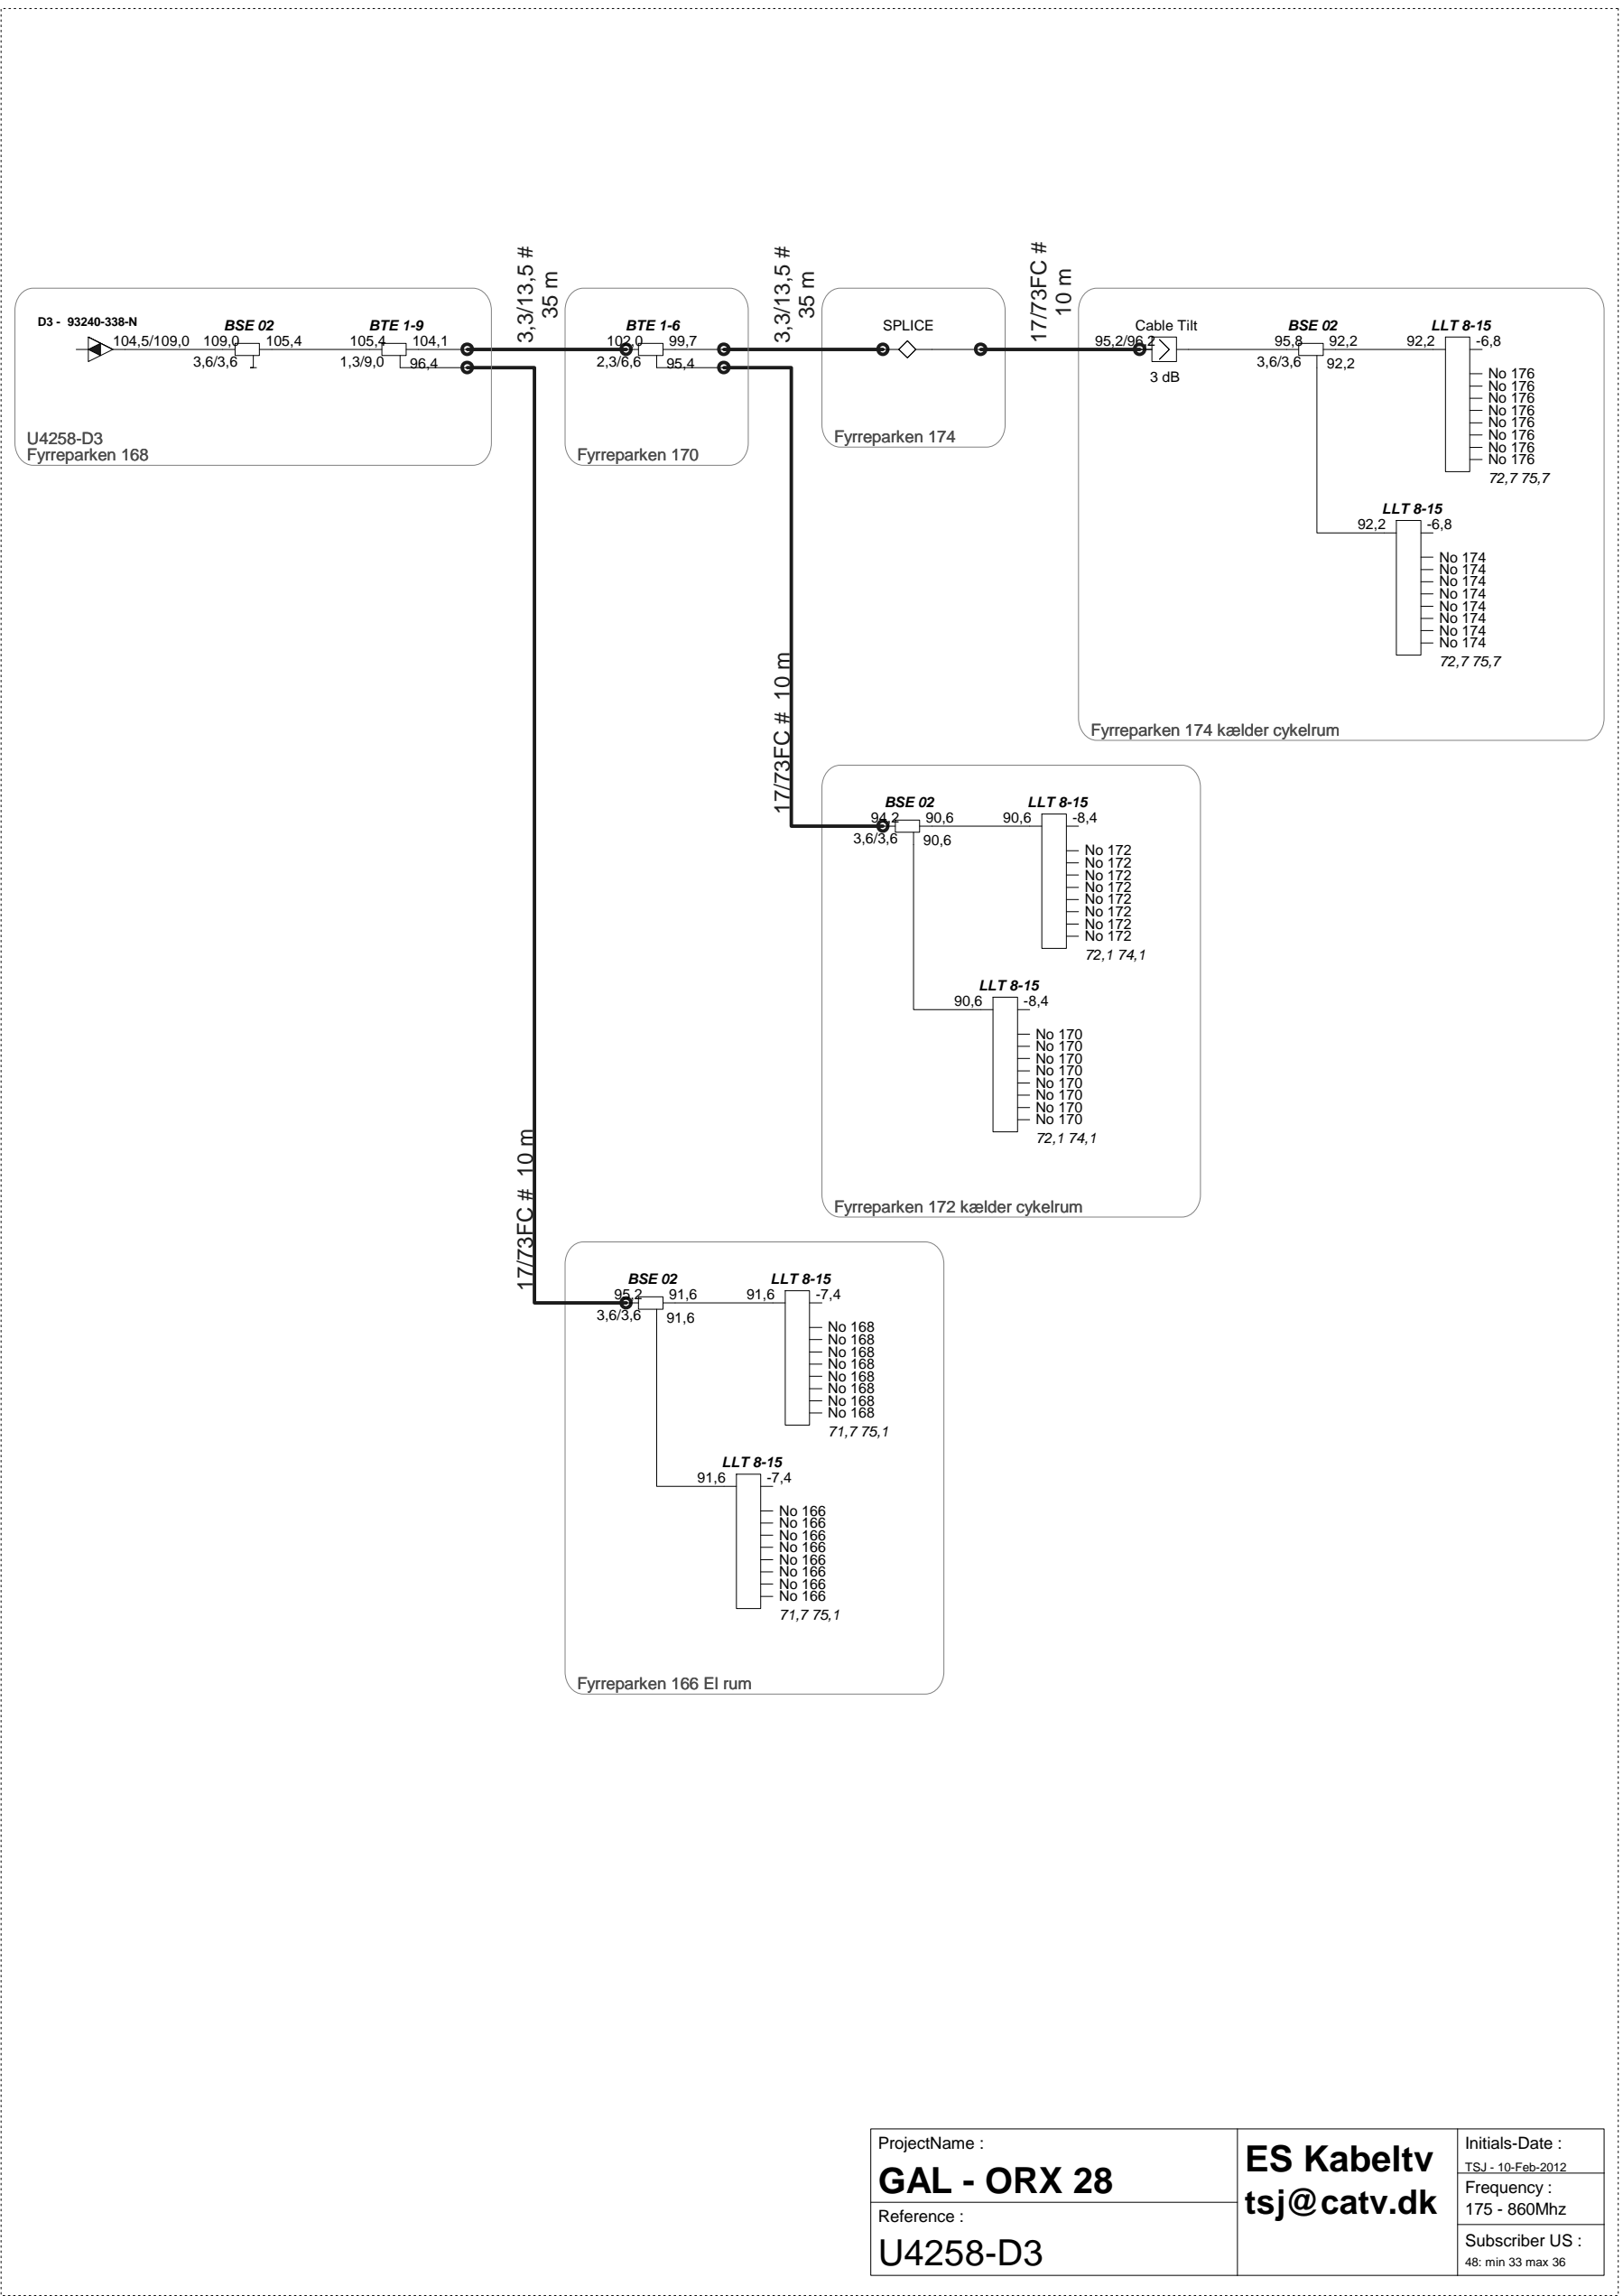 3,3/13,5 #
35 m
3,3/13,5 #
35 m
17/73FC #
10 m
D3 - 93240-338-N
104,5/109,0
BSE 02
109,0
105,4
3,6/3,6
BTE 1-9
105,4
104,1
1,3/9,0
96,4
U4258-D3
Fyrreparken 168
BTE 1-6
102,0
99,7
2,3/6,6
95,4
Fyrreparken 170
SPLICE
Fyrreparken 174
Cable Tilt
95,2/96,2
3 dB
BSE 02
95,8
92,2
3,6/3,6
92,2
LLT 8-15
92,2
-6,8
No 176
No 176
No 176
No 176
No 176
No 176
No 176
No 176
72,7 75,7
LLT 8-15
92,2
-6,8
No 174
No 174
No 174
No 174
No 174
No 174
No 174
No 174
72,7 75,7
Fyrreparken 174 kælder cykelrum
17/73FC # 10 m
BSE 02
94,2
90,6
3,6/3,6
90,6
LLT 8-15
90,6
-8,4
No 172
No 172
No 172
No 172
No 172
No 172
No 172
No 172
72,1 74,1
LLT 8-15
90,6
-8,4
No 170
No 170
No 170
No 170
No 170
No 170
No 170
No 170
72,1 74,1
Fyrreparken 172 kælder cykelrum
17/73FC # 10 m
BSE 02
95,2
91,6
3,6/3,6
91,6
LLT 8-15
91,6
-7,4
No 168
No 168
No 168
No 168
No 168
No 168
No 168
No 168
71,7 75,1
LLT 8-15
91,6
-7,4
No 166
No 166
No 166
No 166
No 166
No 166
No 166
No 166
71,7 75,1
Fyrreparken 166 El rum
ProjectName :
GAL - ORX 28
Reference :
U4258-D3
ES Kabeltv
tsj@catv.dk
Initials-Date :
TSJ - 10-Feb-2012
Frequency :
175 - 860Mhz
Subscriber US :
48: min 33 max 36